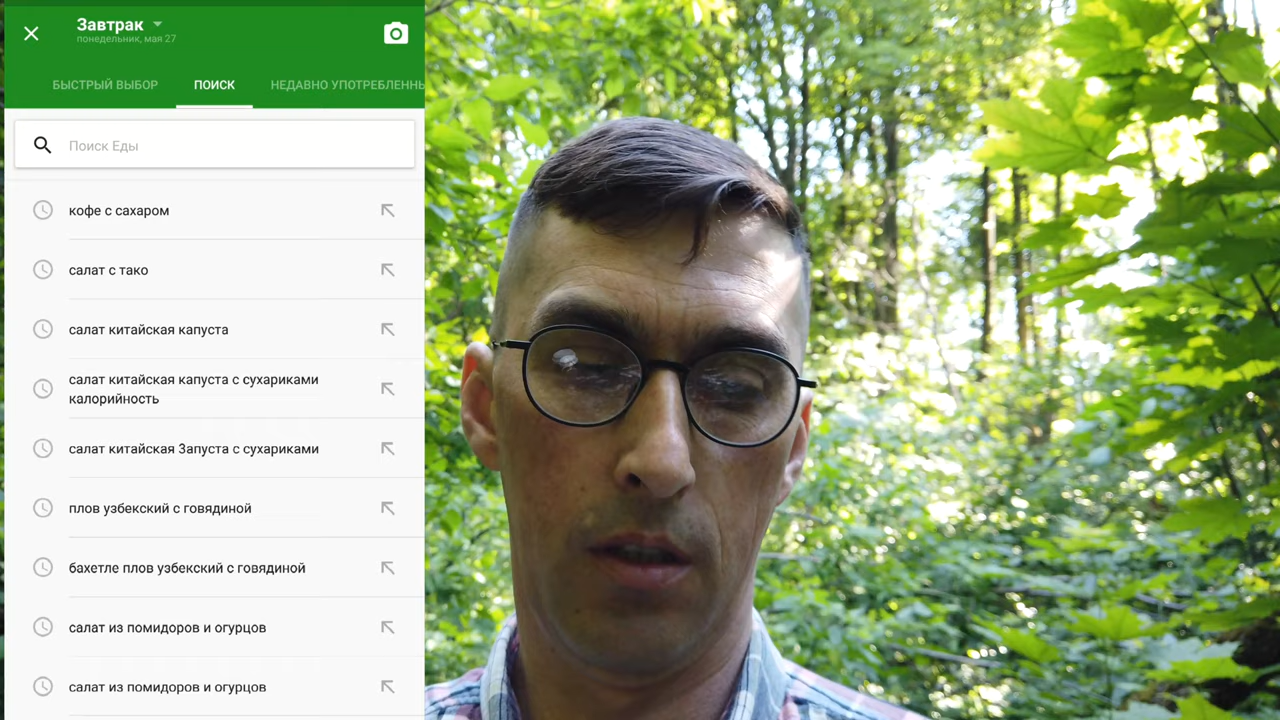 Завтрак
понедельник, мая 27
БЫСТРЫЙ ВЫБОР ПОИСК НЕДАВНО УПОТРЕБЛЕННЫ
Поиск Еды
кофе с сахаром
салат с тако
салат китайская капуста
салат китайская капуста с сухариками
калорийность
салат китайская Запуста с сухариками
плов узбекский с говядиной
бахетле плов узбекский с говядиной
салат из помидоров и огурцов
салат из помидоров и огурцов